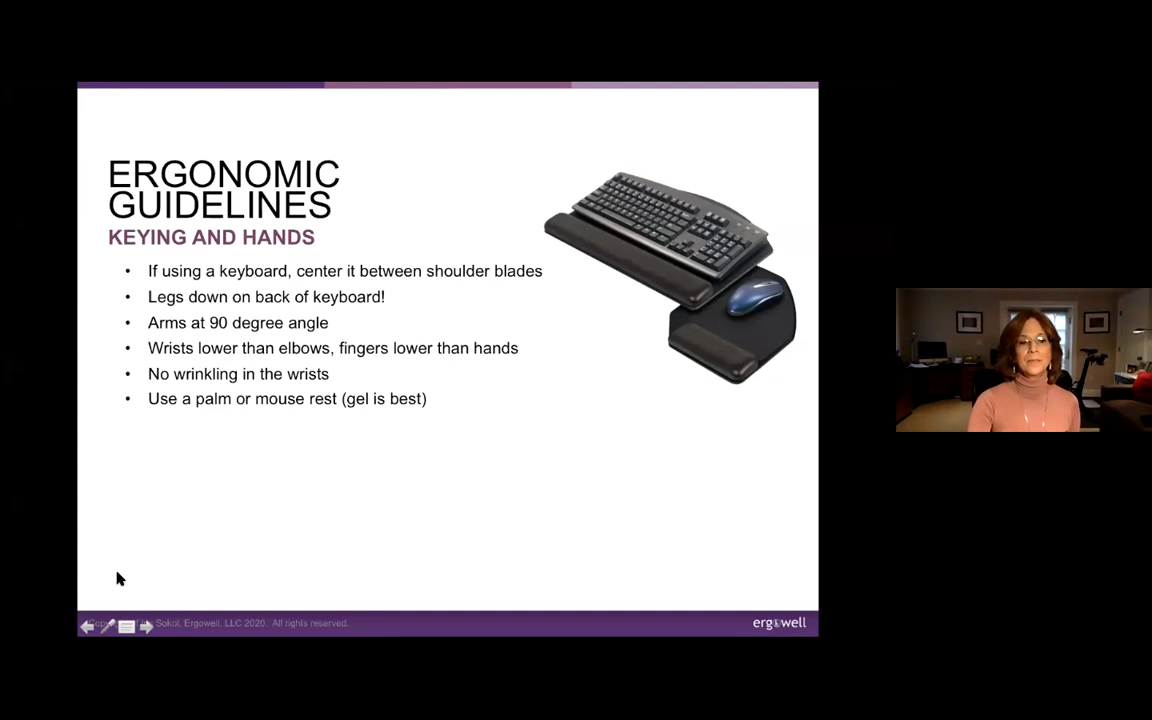 ERGONOMIC
GUIDELINES
KEYING AND HANDS
• If using a keyboard, center it between shoulder blades
• Legs down on back of keyboard!
• Arms at 90 degree angle
• Wrists lower than elbows, fingers lower than hands
• No wrinkling in the wrists
• Use a palm or mouse rest (gel is best)
Sokol, Ergowell, LLC 2020. All rights reserved.
ergowell